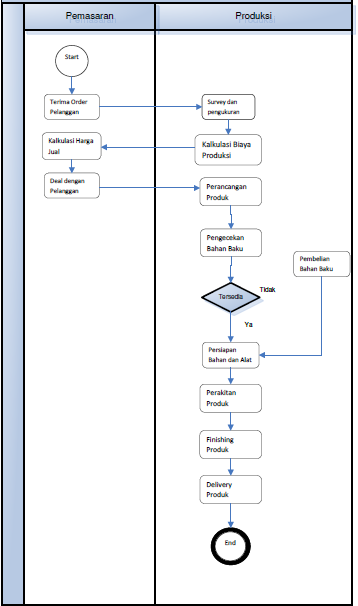 Pemasaran
Produksi
Start
Terima Order
Pelanggan
Survey dan
pengukuran
Kalkulasi Harga
Jual
Kalkulasi Biaya
Produksi
Deal dengan
Pelanggan
Perancangan
Produk
Pengecekan
Bahan Baku
Pembelian
Bahan Baku
Tersedia
Tidak
Ya
Persiapan
Bahan dan Alat
Perakitan
Produk
Finishing
Produk
Delivery
Produk
End